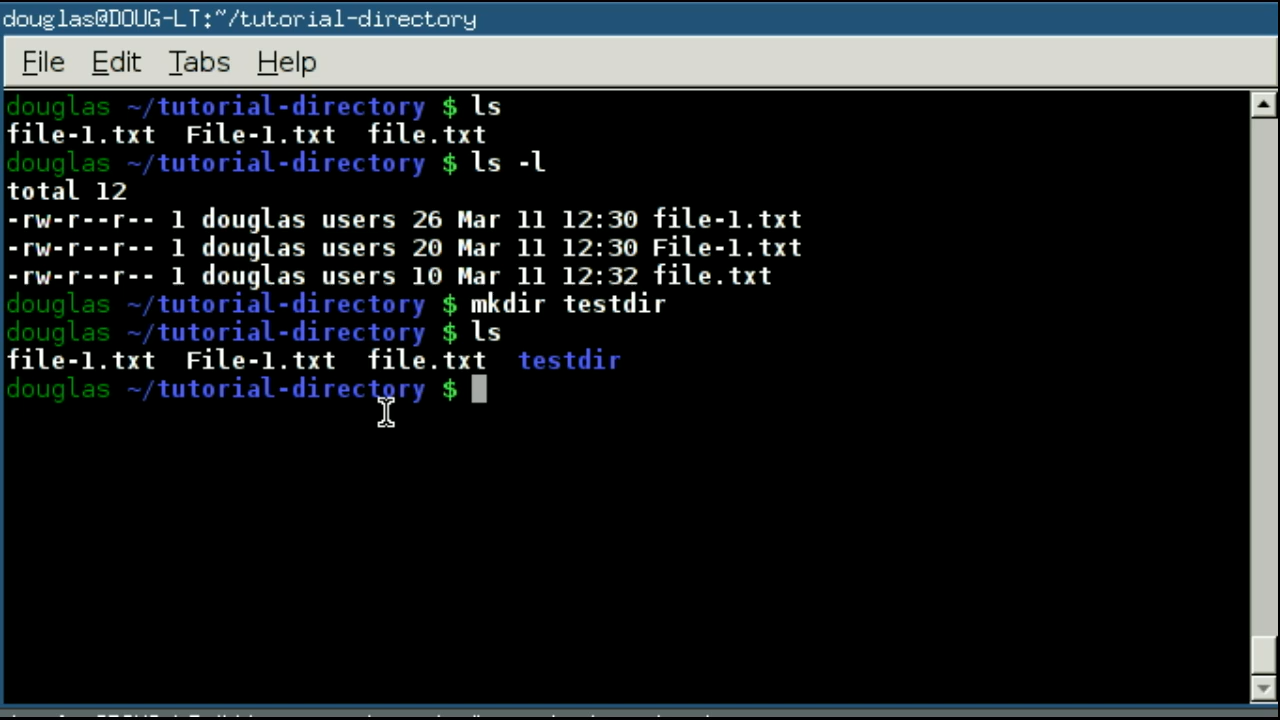 douglas@DOUG-LT:~/tutorial-directory
File Edit Tabs Help
douglas ~/tutorial-directory $ ls
file-1.txt  File-1.txt  file.txt
douglas ~/tutorial-directory $ ls -l
total 12
-rw-r--r-- 1 douglas users 26 Mar 11 12:30 file-1.txt
-rw-r--r-- 1 douglas users 20 Mar 11 12:30 File-1.txt
-rw-r--r-- 1 douglas users 10 Mar 11 12:32 file.txt
douglas ~/tutorial-directory $ mkdir testdir
douglas ~/tutorial-directory $ ls
file-1.txt  File-1.txt  file.txt  testdir
douglas ~/tutorial-directory $